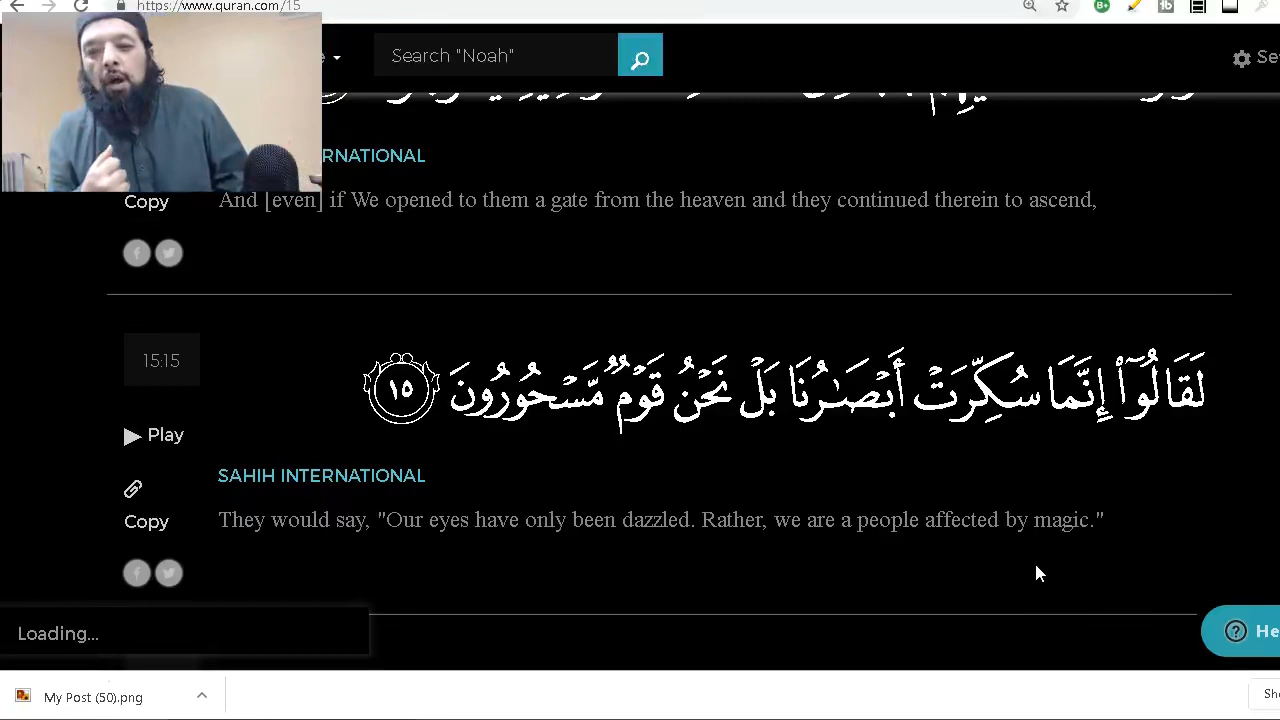 https://www.quran.com/15
Search "Noah"
Se
RNATIONAL
Copy
And [even] if We opened to them a gate from the heaven and they continued therein to ascend,
15:15
لَقَالُوٓا۟ إِنَّمَا سُكِّرَتْ أَبْصَـٰرُنَا بَلْ نَحْنُ قَوْمٌ مَّسْحُورُونَ ١٥
Play
SAHIH INTERNATIONAL
Copy
They would say, "Our eyes have only been dazzled. Rather, we are a people affected by magic."
Loading...
He
My Post (50).png
Sh